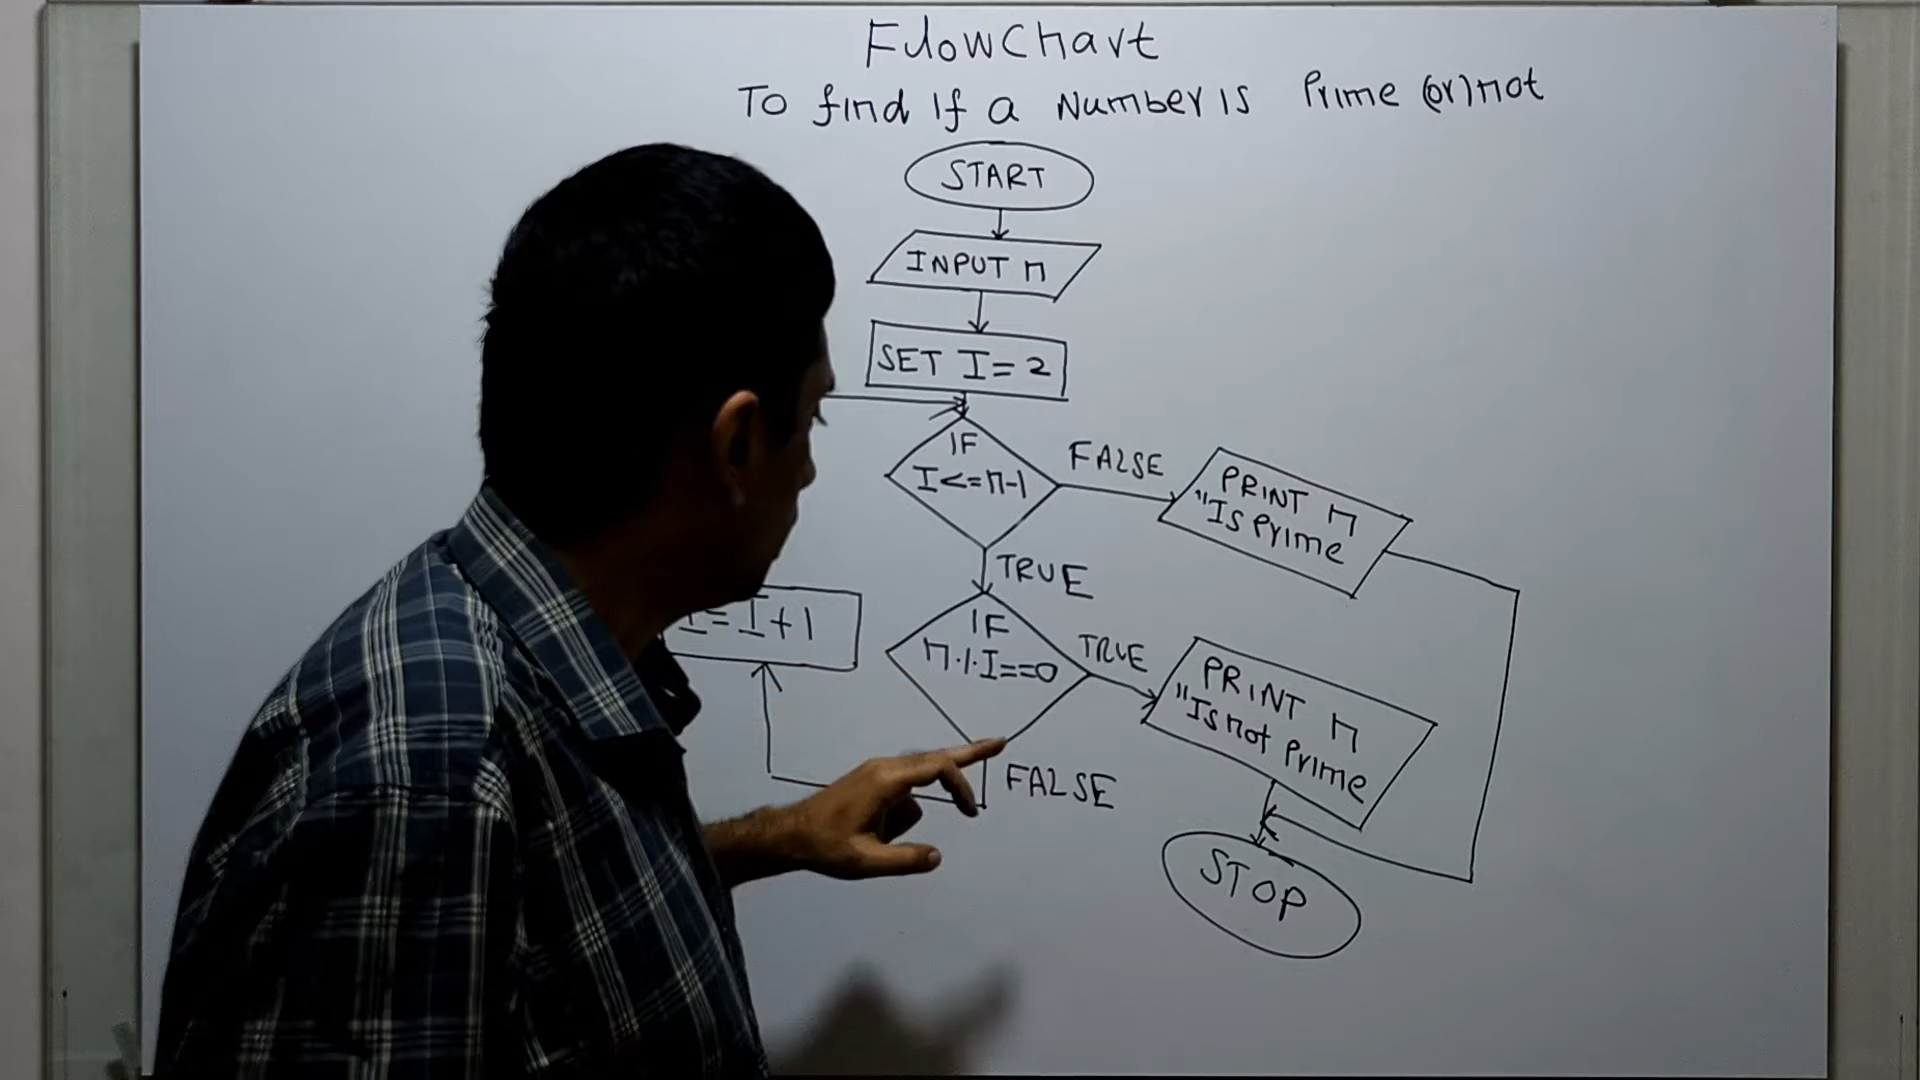 FlowChart
To find If a Number is Prime (or) not
START
INPUT n
SET I = 2
IF
I<=n-1
FALSE
PRINT n
"Is Prime
TRUE
I = I + 1
IF
n % I==0
TRUE
PRINT n
"Is not Prime
FALSE
STOP